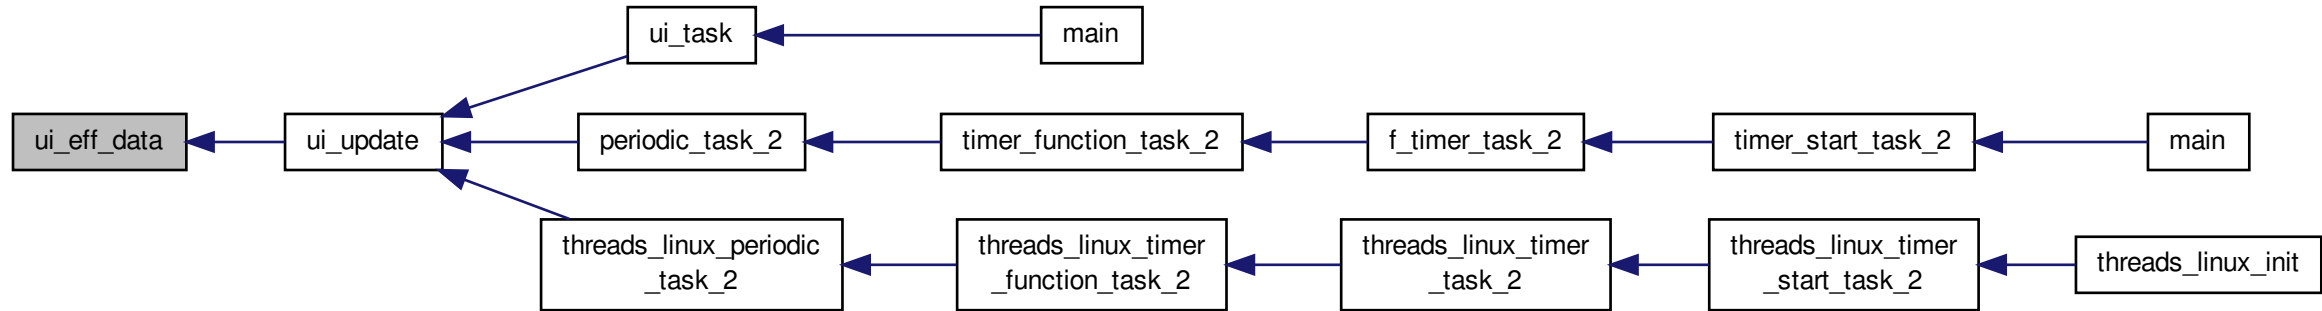 ui_task
main
ui_eff_data
ui_update
periodic_task_2
timer_function_task_2
f_timer_task_2
timer_start_task_2
main
threads_linux_periodic
_task_2
threads_linux_timer
_function_task_2
threads_linux_timer
_task_2
threads_linux_timer
_start_task_2
threads_linux_init